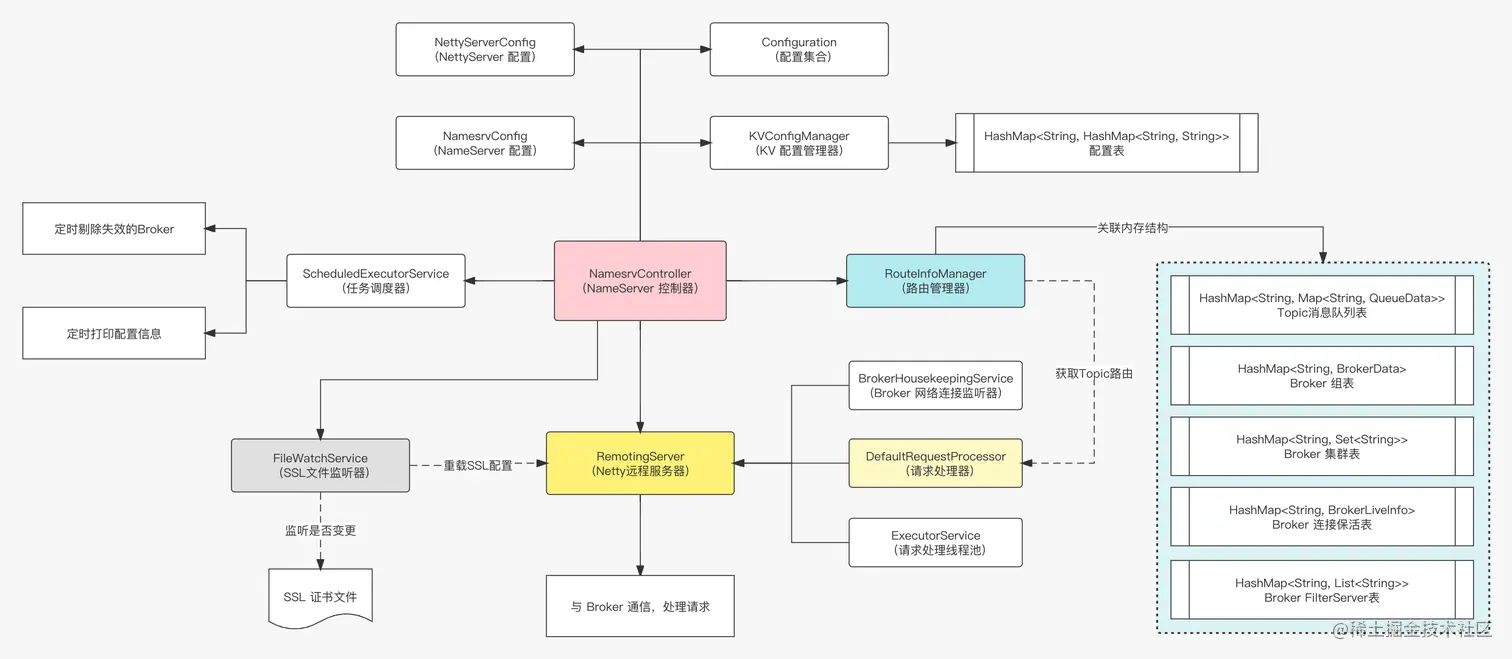 NettyServerConfig
（NettyServer 配置）
Configuration
（配置集合）
NamesrvConfig
（NameServer 配置）
KVConfigManager
（KV 配置管理器）
HashMap<String, HashMap<String, String>>
配置表
定时剔除失效的Broker
定时打印配置信息
ScheduledExecutorService
（任务调度器）
NamesrvController
（NameServer 控制器）
RouteInfoManager
（路由管理器）
关联内存结构
HashMap<String, Map<String, QueueData>>
Topic消息队列表
HashMap<String, BrokerData>
Broker 组表
HashMap<String, Set<String>>
Broker 集群表
HashMap<String, BrokerLiveInfo>
Broker 连接保活表
HashMap<String, List<String>>
Broker FilterServer表
获取Topic路由
BrokerHousekeepingService
（Broker 网络连接监听器）
DefaultRequestProcessor
（请求处理器）
ExecutorService
（请求处理线程池）
FileWatchService
（SSL文件监听器）
重载SSL配置
RemotingServer
（Netty远程服务器）
监听是否变更
SSL 证书文件
与 Broker 通信，处理请求
@稀土掘金技术社区